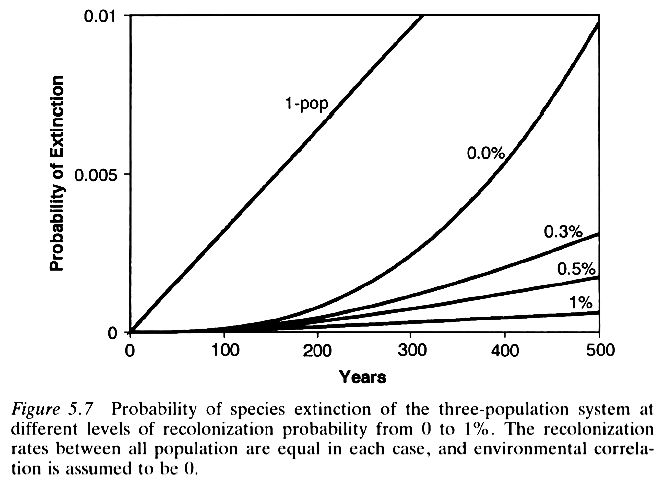 0.01
1-pop
0.0%
0.005
0.3%
0.5%
1%
0
0 100 200 300 400 500
Probability of Extinction
Years
Figure 5.7 Probability of species extinction of the three-population system at
different levels of recolonization probability from 0 to 1%. The recolonization
rates between all population are equal in each case, and environmental correla-
tion is assumed to be 0.